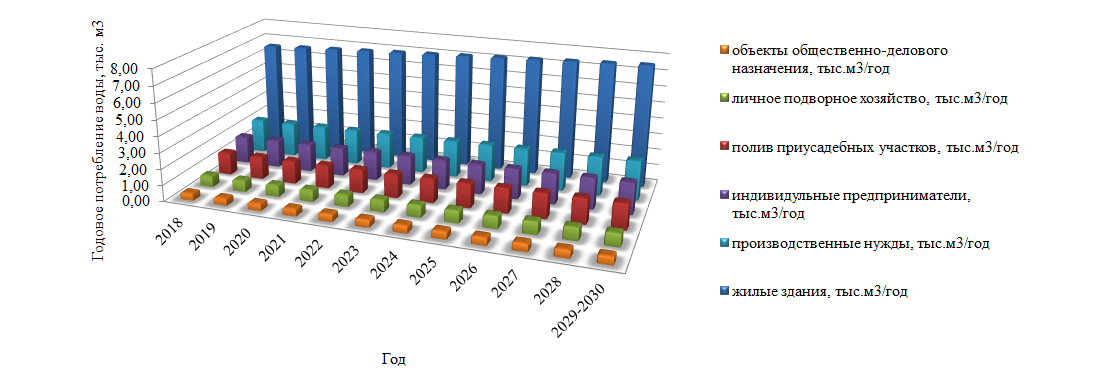 Годовое потребление воды, тыс. м3
8,00
7,00
6,00
5,00
4,00
3,00
2,00
1,00
0,00
2018
2019
2020
2021
2022
2023
2024
2025
2026
2027
2028
2029-2030
Год
объекты общественно-делового
назначения, тыс.м3/год
личное подворное хозяйство, тыс.м3/год
полив приусадебных участков, тыс.м3/год
индивидульные предприниматели,
тыс.м3/год
производственные нужды, тыс.м3/год
жилые здания, тыс.м3/год